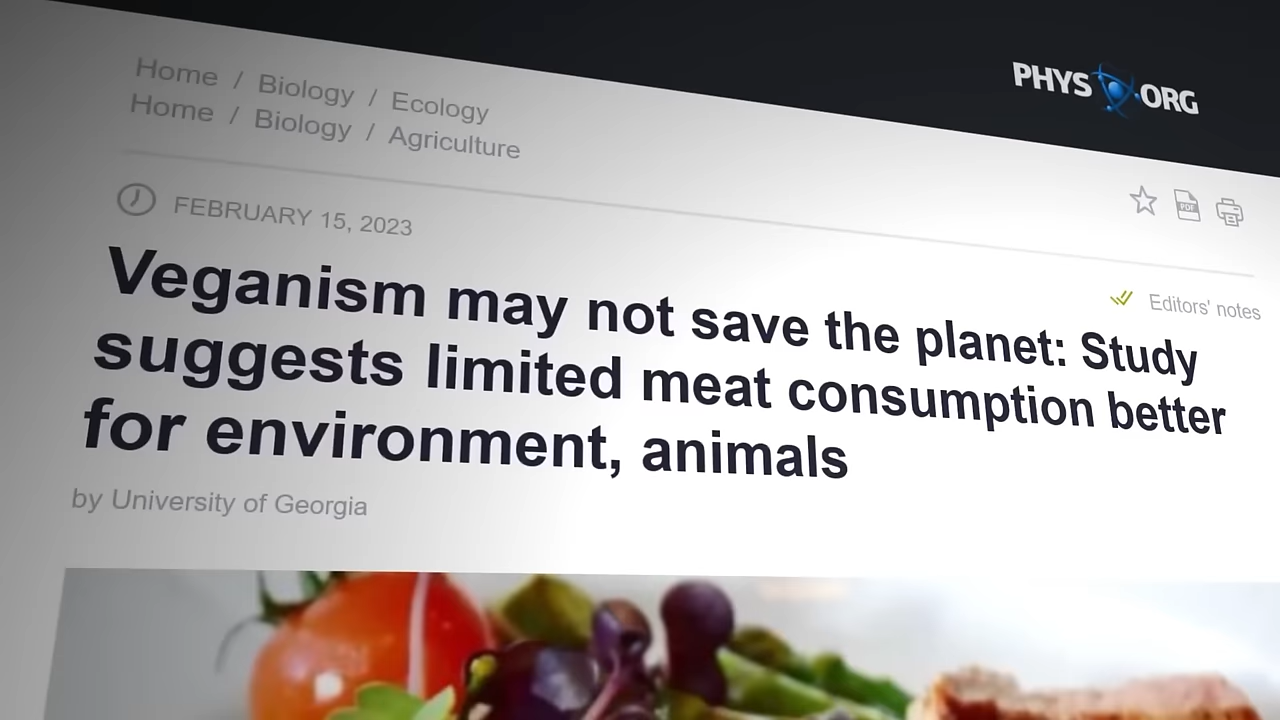 PHYS ORG
Home / Biology / Ecology
Home / Biology / Agriculture
FEBRUARY 15, 2023
PDF
Editors' notes
Veganism may not save the planet: Study
suggests limited meat consumption better
for environment, animals
by University of Georgia